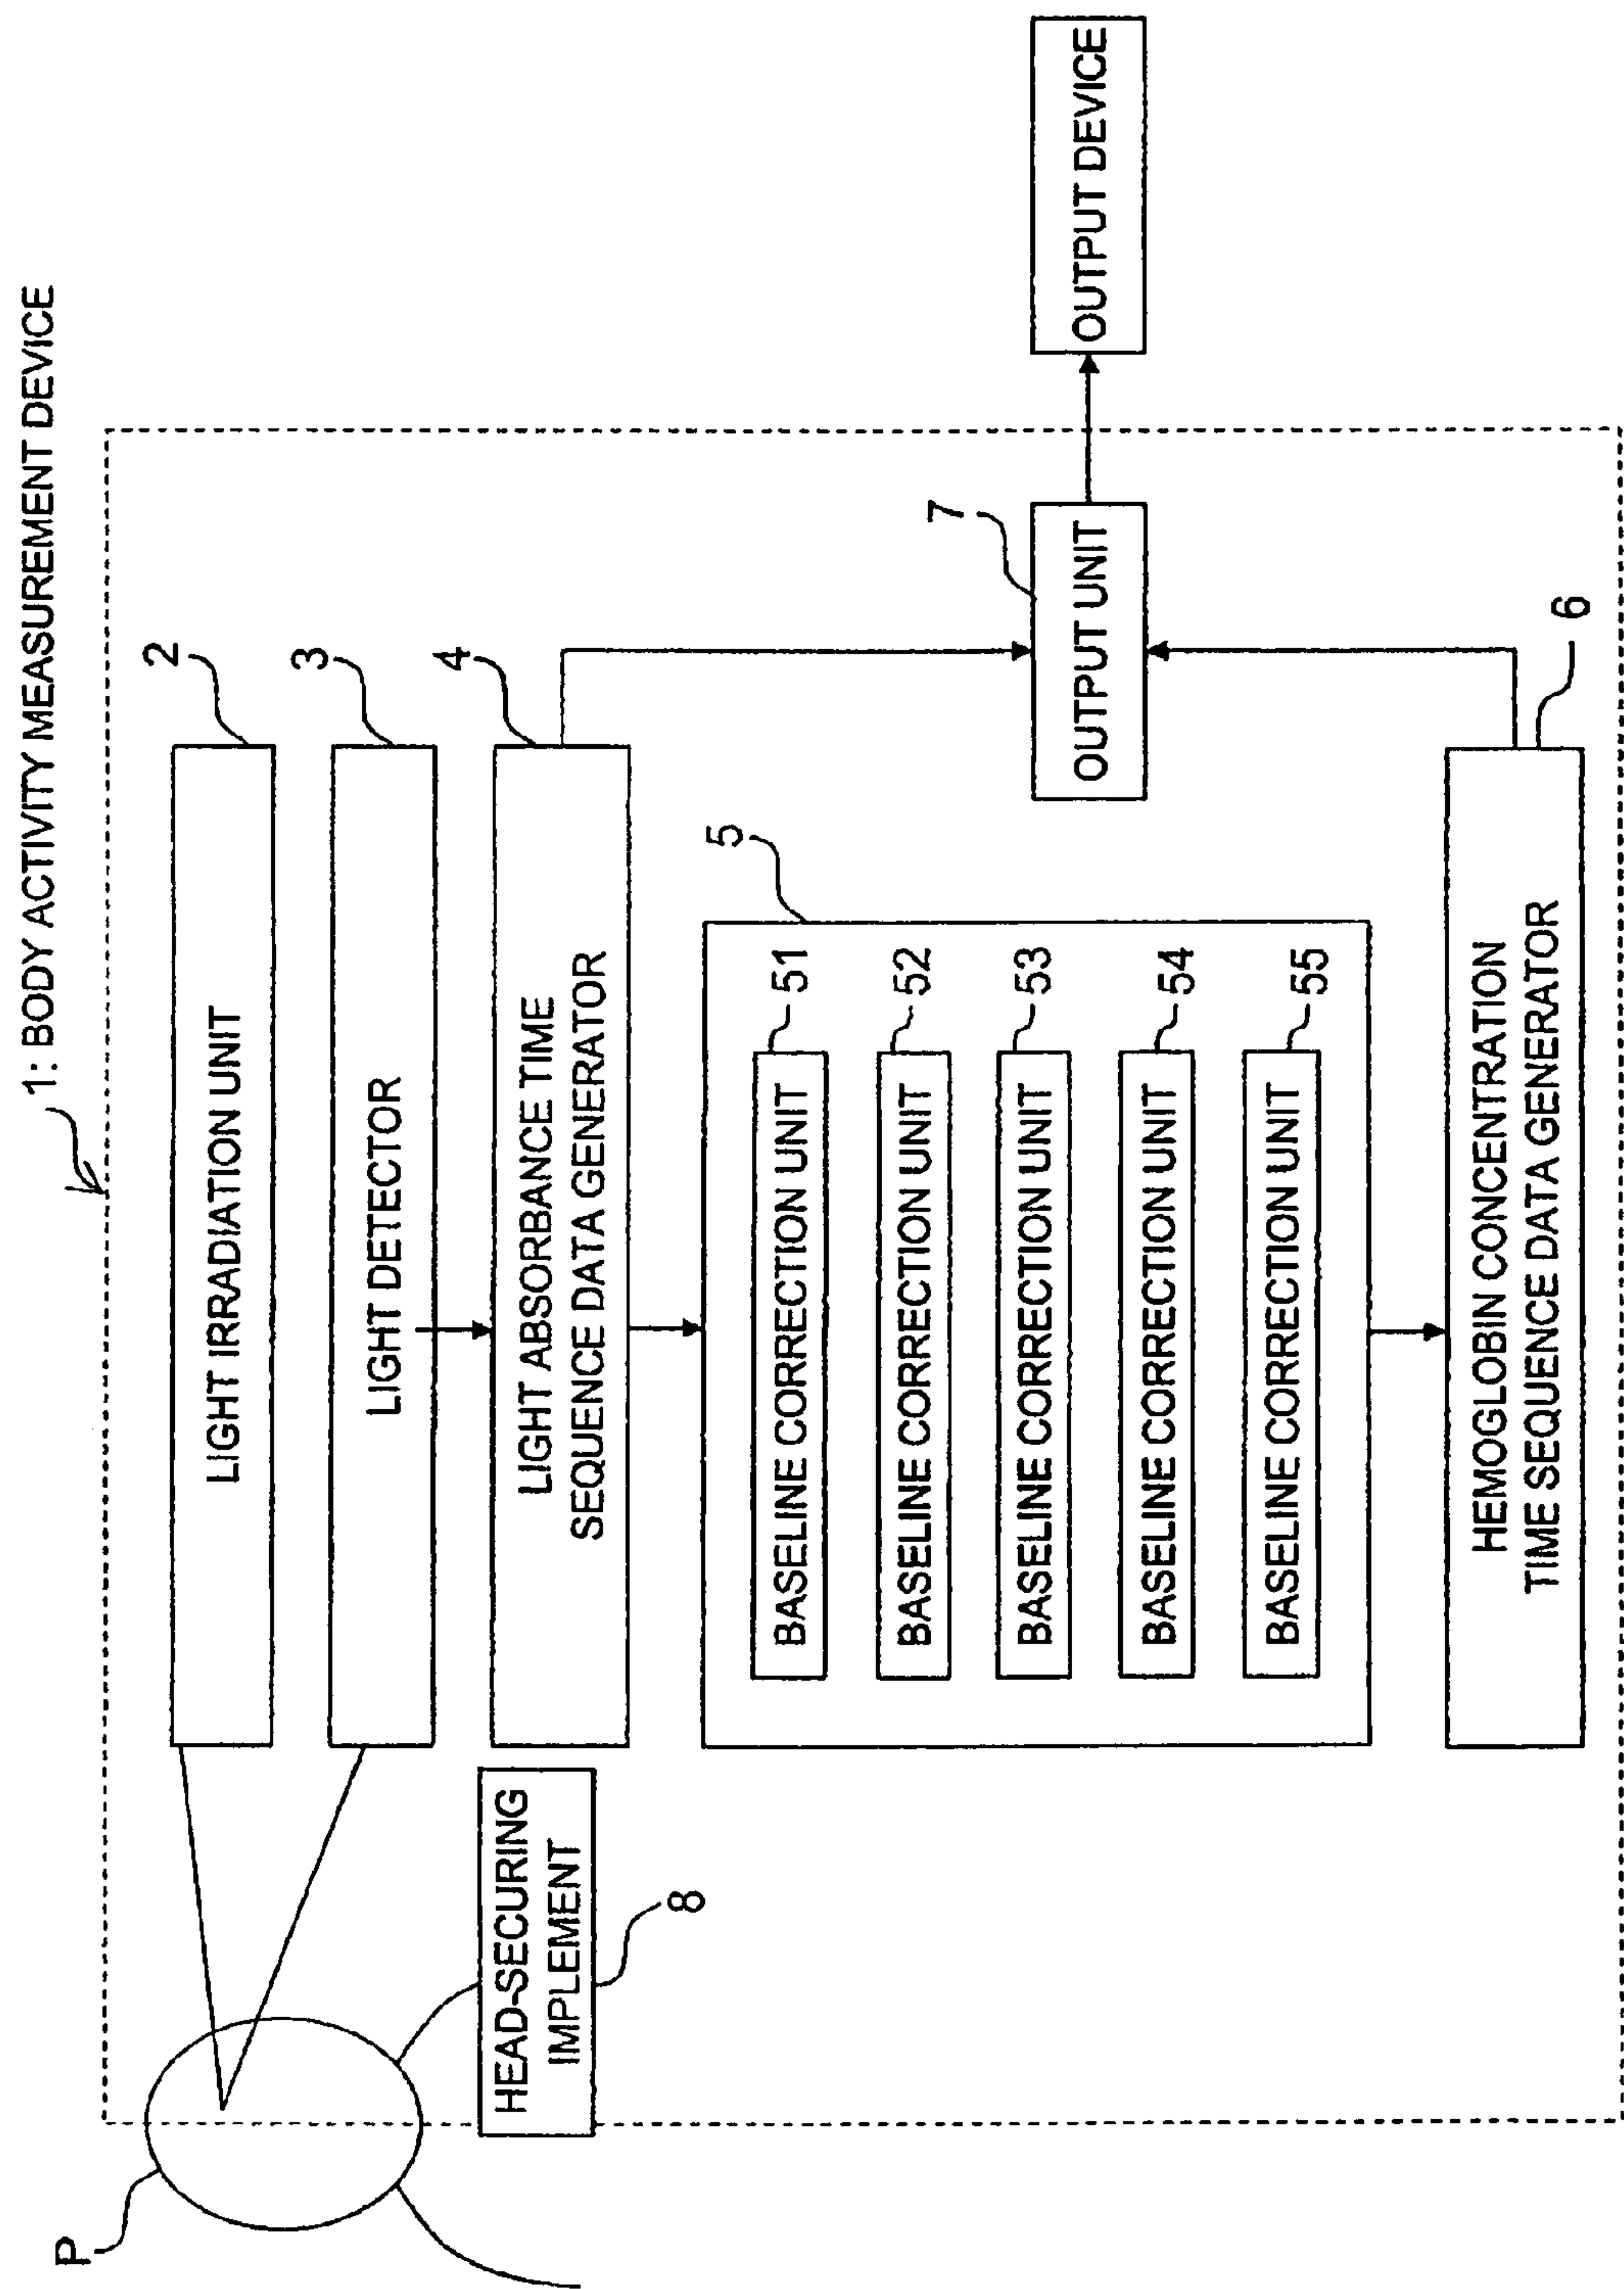 1: BODY ACTIVITY MEASUREMENT DEVICE
P
2
LIGHT IRRADIATION UNIT
3
LIGHT DETECTOR
4
LIGHT ABSORBANCE TIME
SEQUENCE DATA GENERATOR
HEAD-SECURING
IMPLEMENT
8
5
BASELINE CORRECTION UNIT
51
BASELINE CORRECTION UNIT
52
BASELINE CORRECTION UNIT
53
BASELINE CORRECTION UNIT
54
BASELINE CORRECTION UNIT
55
7
OUTPUT UNIT
OUTPUT DEVICE
HEMOGLOBIN CONCENTRATION
TIME SEQUENCE DATA GENERATOR
6